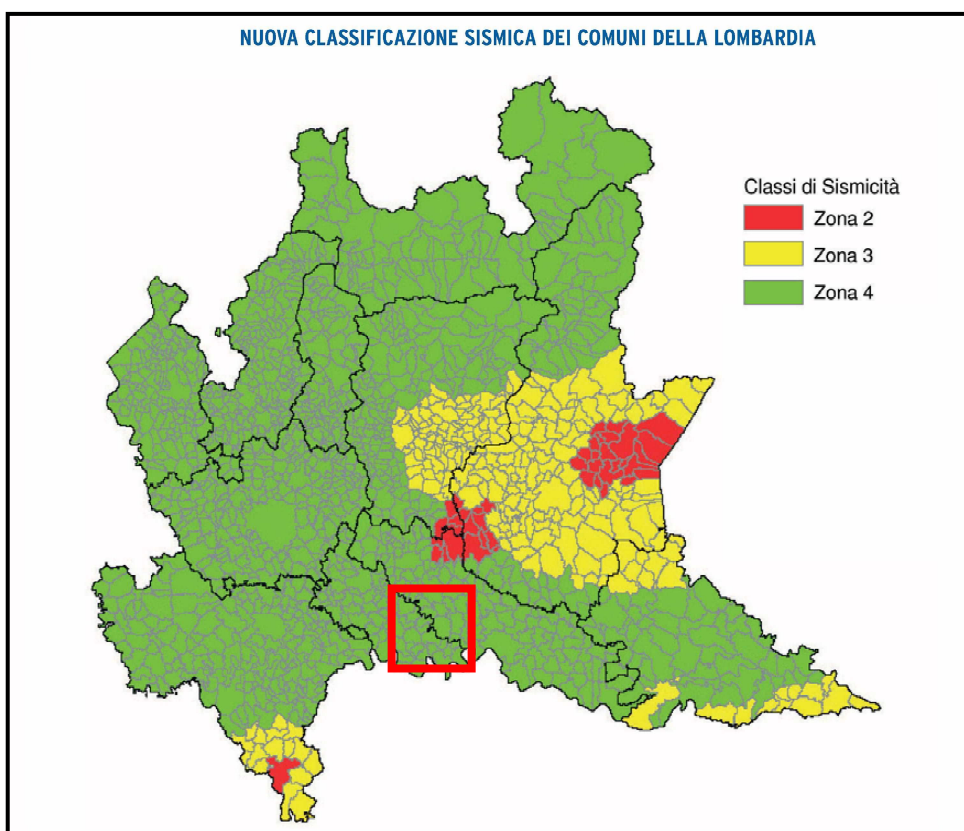 NUOVA CLASSIFICAZIONE SISMICA DEI COMUNI DELLA LOMBARDIA
Classi di Sismicità
Zona 2
Zona 3
Zona 4